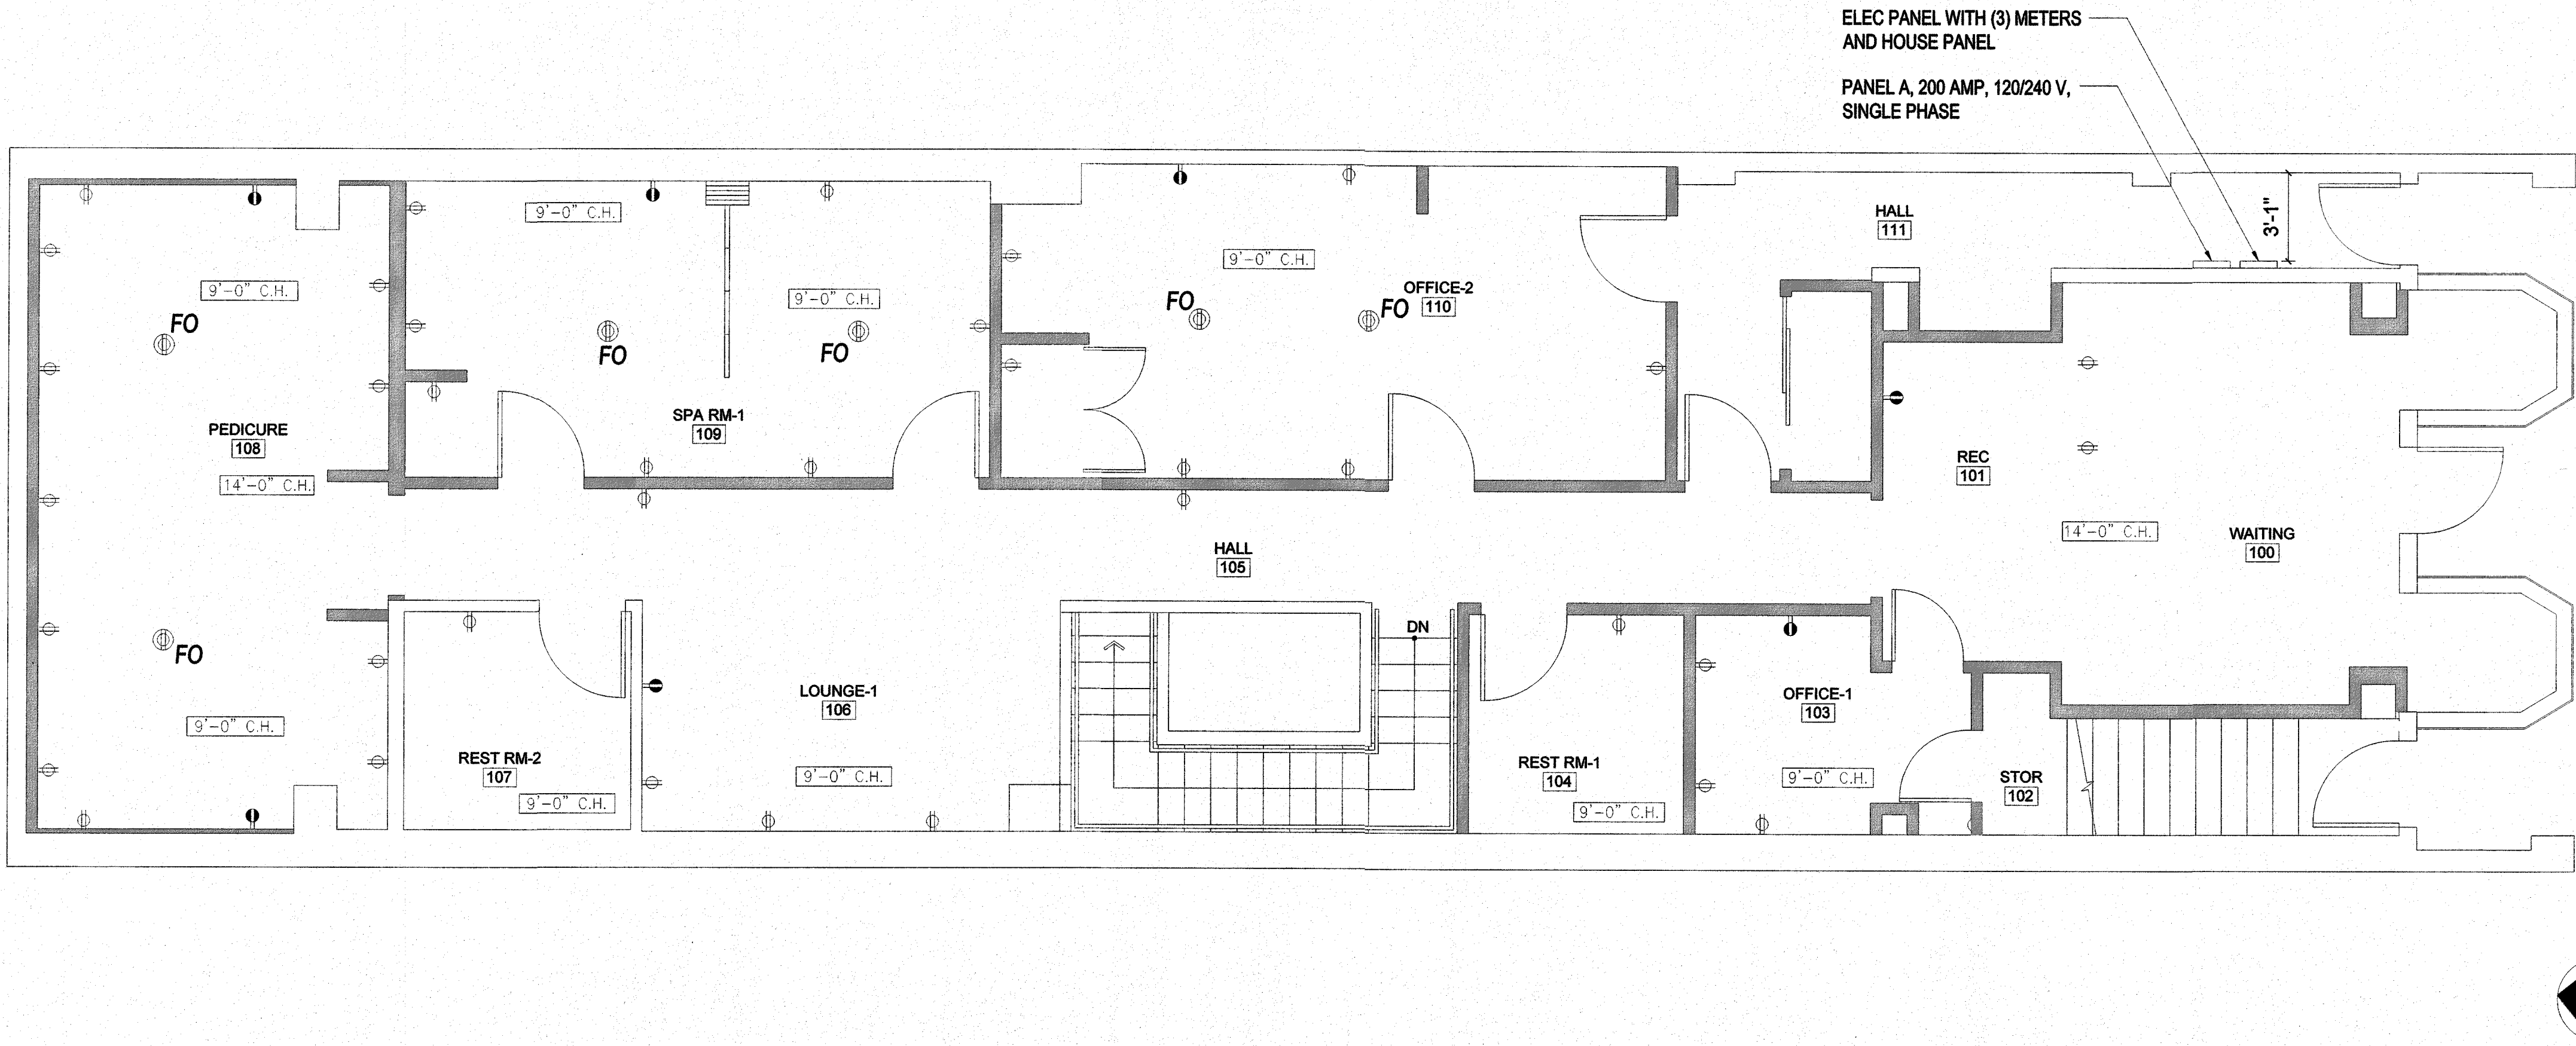 ELEC PANEL WITH (3) METERS
AND HOUSE PANEL
PANEL A, 200 AMP, 120/240 V,
SINGLE PHASE
9'-0" C.H.
HALL
111
3'-1"
9'-0" C.H.
9'-0" C.H.
9'-0" C.H.
OFFICE-2
110
FO
FO
FO
FO
FO
SPA RM-1
109
PEDICURE
108
14'-0" C.H.
REC
101
14'-0" C.H.
WAITING
100
HALL
105
DN
FO
LOUNGE-1
106
OFFICE-1
103
9'-0" C.H.
REST RM-2
107
9'-0" C.H.
9'-0" C.H.
REST RM-1
104
9'-0" C.H.
9'-0" C.H.
STOR
102